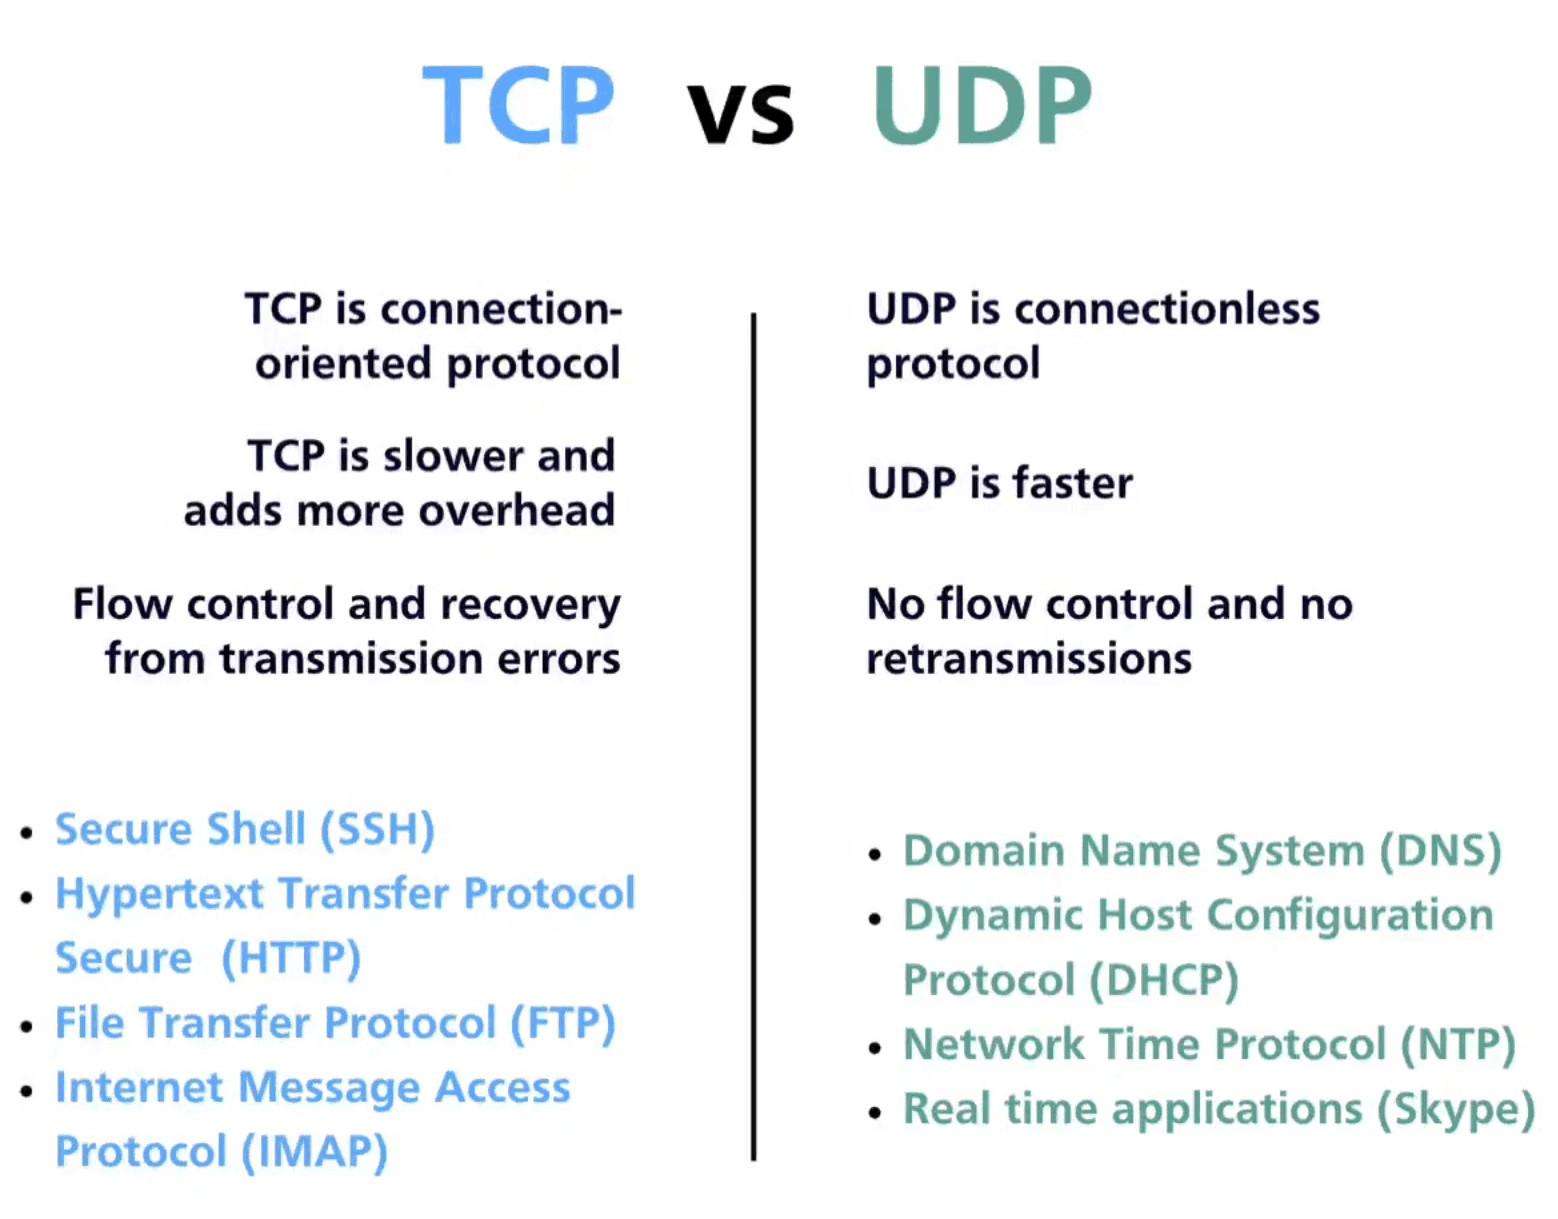 TCP vs UDP
TCP is connection-
oriented protocol
TCP is slower and
adds more overhead
Flow control and recovery
from transmission errors
Secure Shell (SSH)
Hypertext Transfer Protocol
Secure (HTTP)
File Transfer Protocol (FTP)
Internet Message Access
Protocol (IMAP)
UDP is connectionless
protocol
UDP is faster
No flow control and no
retransmissions
Domain Name System (DNS)
Dynamic Host Configuration
Protocol (DHCP)
Network Time Protocol (NTP)
Real time applications (Skype)